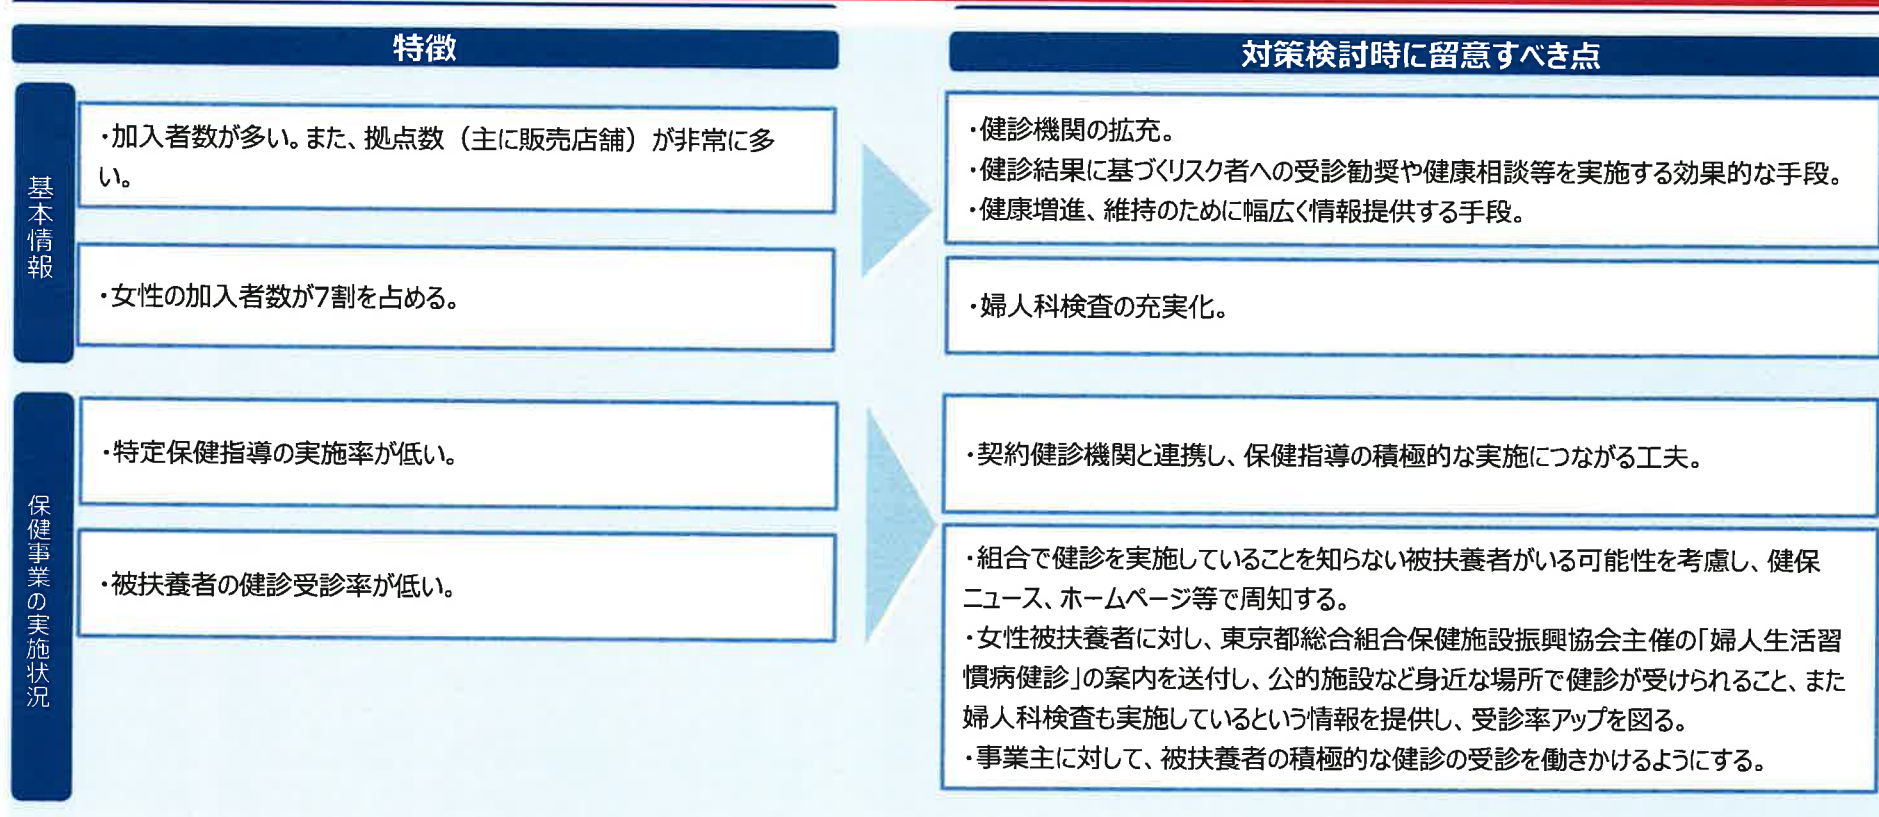 特徴
対策検討時に留意すべき点
基本情報
・加入者数が多い。また、拠点数（主に販売店舗）が非常に多
い。
・健診機関の拡充。
・健診結果に基づくリスク者への受診勧奨や健康相談等を実施する効果的な手段。
・健康増進、維持のために幅広く情報提供する手段。
・女性の加入者数が7割を占める。
・婦人科検査の充実化。
保健事業の実施状況
・特定保健指導の実施率が低い。
・契約健診機関と連携し、保健指導の積極的な実施につながる工夫。
・被扶養者の健診受診率が低い。
・組合で健診を実施していることを知らない被扶養者がいる可能性を考慮し、健保
ニュース、ホームページ等で周知する。
・女性被扶養者に対し、東京都総合組合保健施設振興協会主催の「婦人生活習
慣病健診」の案内を送付し、公的施設など身近な場所で健診が受けられること、また
婦人科検査も実施しているという情報を提供し、受診率アップを図る。
・事業主に対して、被扶養者の積極的な健診の受診を働きかけるようにする。